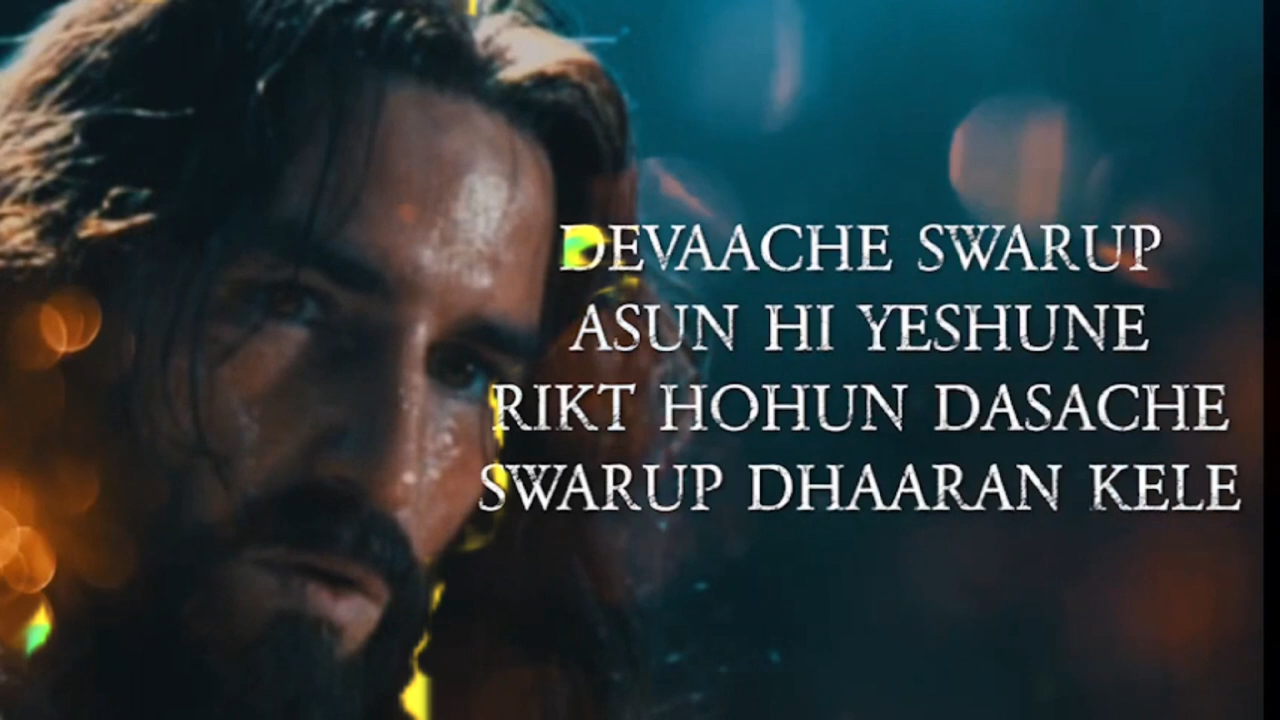 DEVAACHE SWARUP
ASUN HI YESHUNE
RIKT HOHUN DASACHE
SWARUP DHAARAN KELE